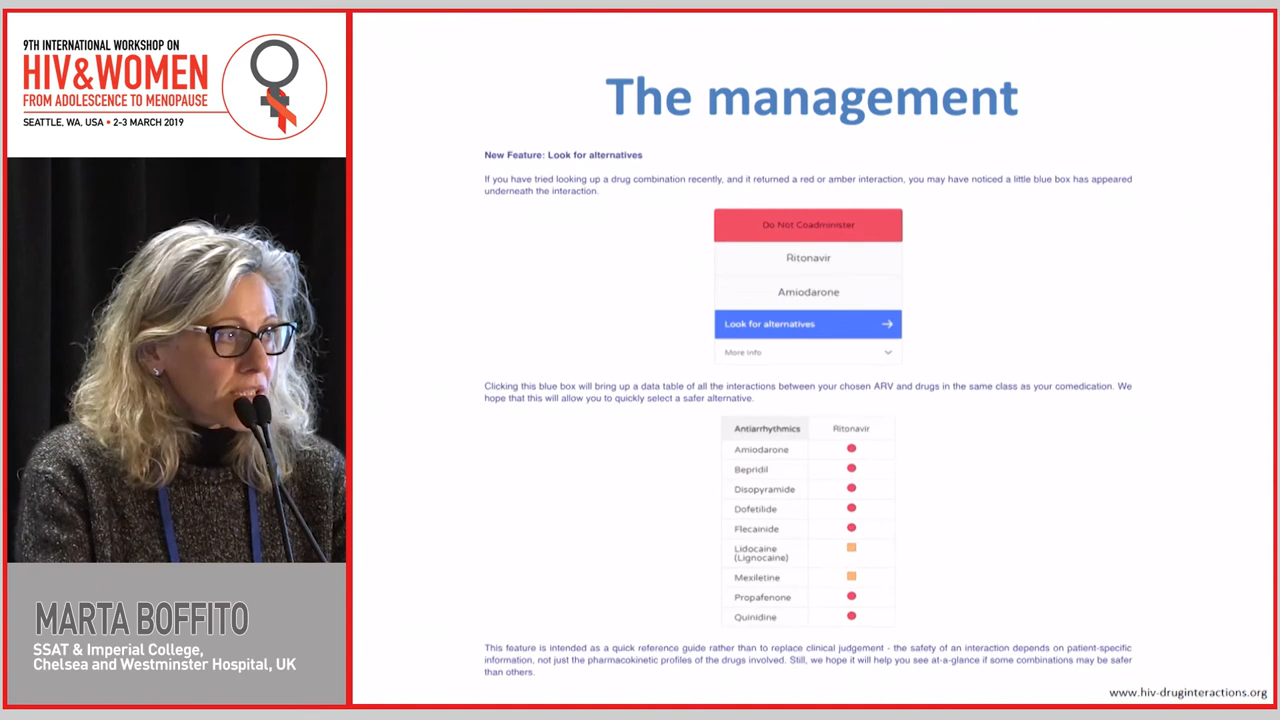 9TH INTERNATIONAL WORKSHOP ON
HIV&WOMEN
FROM ADOLESCENCE TO MENOPAUSE
SEATTLE, WA, USA • 2-3 MARCH 2019
MARTA BOFFITO
SSAT & Imperial College,
Chelsea and Westminster Hospital, UK
The management
New Feature: Look for alternatives
If you have tried looking up a drug combination recently, and it returned a red or amber interaction, you may have noticed a little blue box has appeared
underneath the interaction.
Do Not Coadminister
Ritonavir
Amiodarone
Look for alternatives →
More Info
Clicking this blue box will bring up a data table of all the interactions between your chosen ARV and drugs in the same class as your comedication. We
hope that this will allow you to quickly select a safer alternative.
Antiarrhythmics Ritonavir
Amiodarone
Bepridil
Disopyramide
Dofetilide
Flecainide
Lidocaine
(Lignocaine)
Mexiletine
Propafenone
Quinidine
This feature is intended as a quick reference guide rather than to replace clinical judgement - the safety of an interaction depends on patient-specific
information, not just the pharmacokinetic profiles of the drugs involved. Still, we hope it will help you see at-a-glance if some combinations may be safer
than others.
www.hiv-druginteractions.org